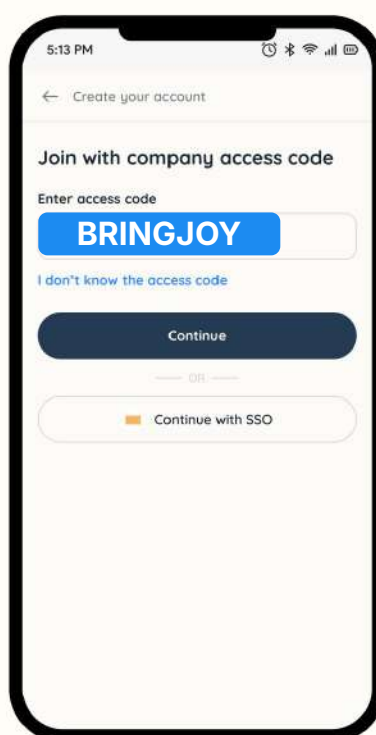 5:13 PM
Create your account
Join with company access code
Enter access code
BRINGJOY
I don't know the access code
Continue
OR
Continue with SSO